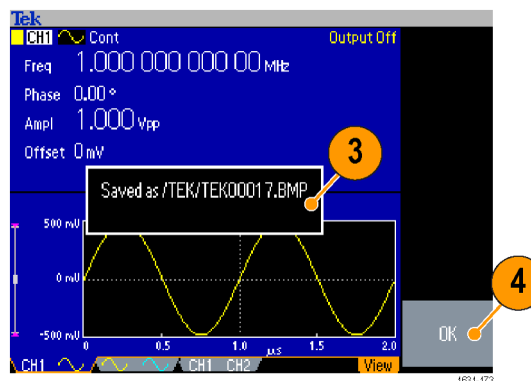 Tek
CH1 Cont Output Off
Freq 1.000 000 000 00 MHz
Phase 0.00 °
Ampl 1.000 Vpp
Offset 0 mV
3
Saved as /TEK/TEK00017.BMP
500 mV
0 mV
-500 mV
0 0.5 1.0 µs 1.5 2.0
4
OK
CH1 CH1 CH2 View
1631-173